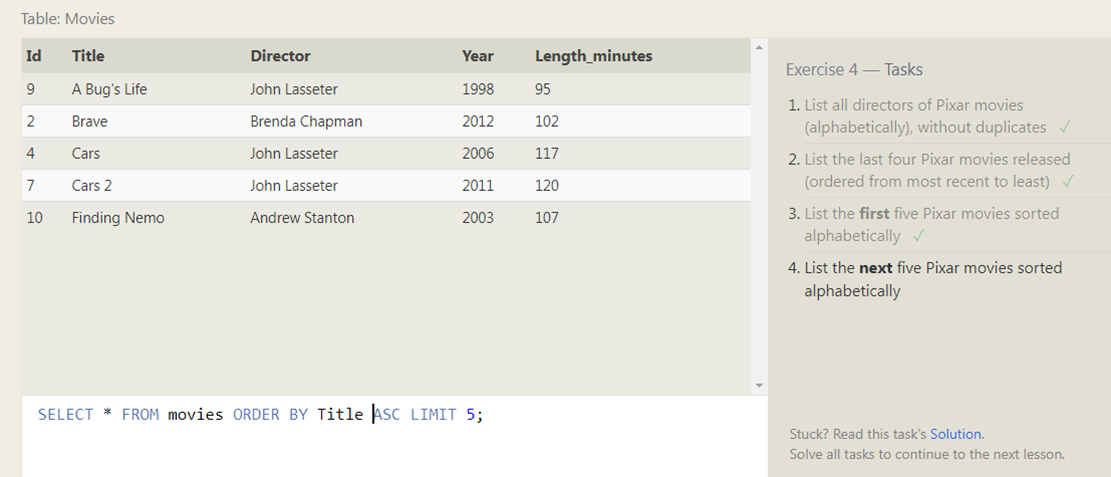 Table: Movies
Id Title Director Year Length_minutes
9 A Bug's Life John Lasseter 1998 95
2 Brave Brenda Chapman 2012 102
4 Cars John Lasseter 2006 117
7 Cars 2 John Lasseter 2011 120
10 Finding Nemo Andrew Stanton 2003 107
SELECT * FROM movies ORDER BY Title ASC LIMIT 5;
Exercise 4 — Tasks
1. List all directors of Pixar movies
(alphabetically), without duplicates ✓
2. List the last four Pixar movies released
(ordered from most recent to least) ✓
3. List the first five Pixar movies sorted
alphabetically ✓
4. List the next five Pixar movies sorted
alphabetically
Stuck? Read this task's Solution.
Solve all tasks to continue to the next lesson.